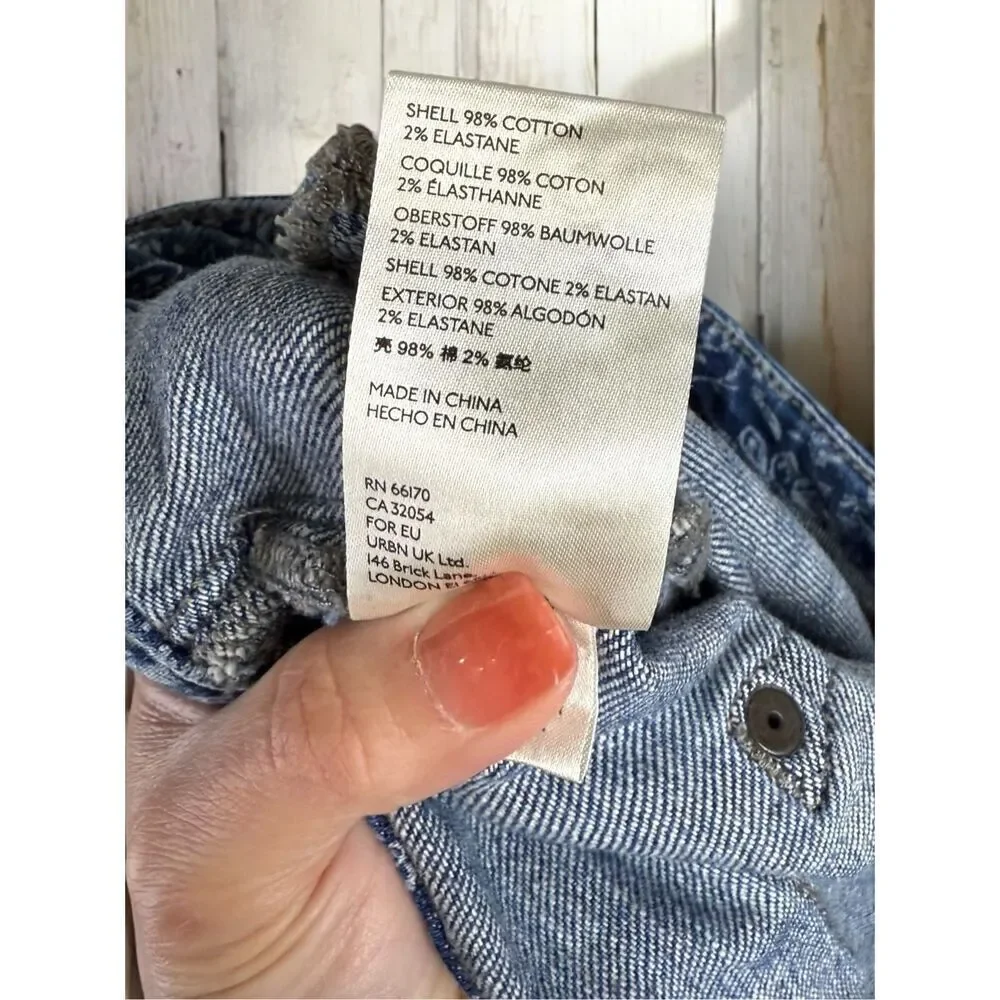 SHELL 98% COTTON
2% ELASTANE
COQUILLE 98% COTON
2% ÉLASTHANNE
OBERSTOFF 98% BAUMWOLLE
2% ELASTAN
SHELL 98% COTONE 2% ELASTAN
EXTERIOR 98% ALGODÓN
2% ELASTANE
壳 98% 棉 2% 氨纶
MADE IN CHINA
HECHO EN CHINA
RN 66170
CA 32054
FOR EU
URBN UK Ltd.
146 Brick Lane
LONDON